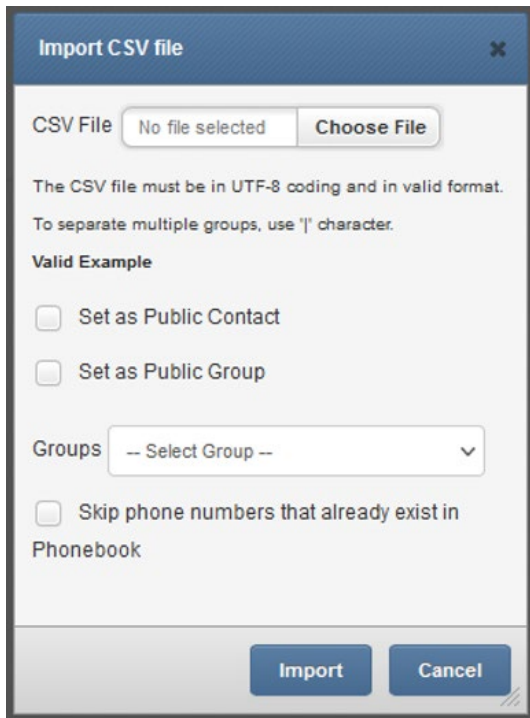 Import CSV file
CSV File No file selected Choose File
The CSV file must be in UTF-8 coding and in valid format.
To separate multiple groups, use '|' character.
Valid Example
Set as Public Contact
Set as Public Group
Groups -- Select Group --
Skip phone numbers that already exist in
Phonebook
Import Cancel